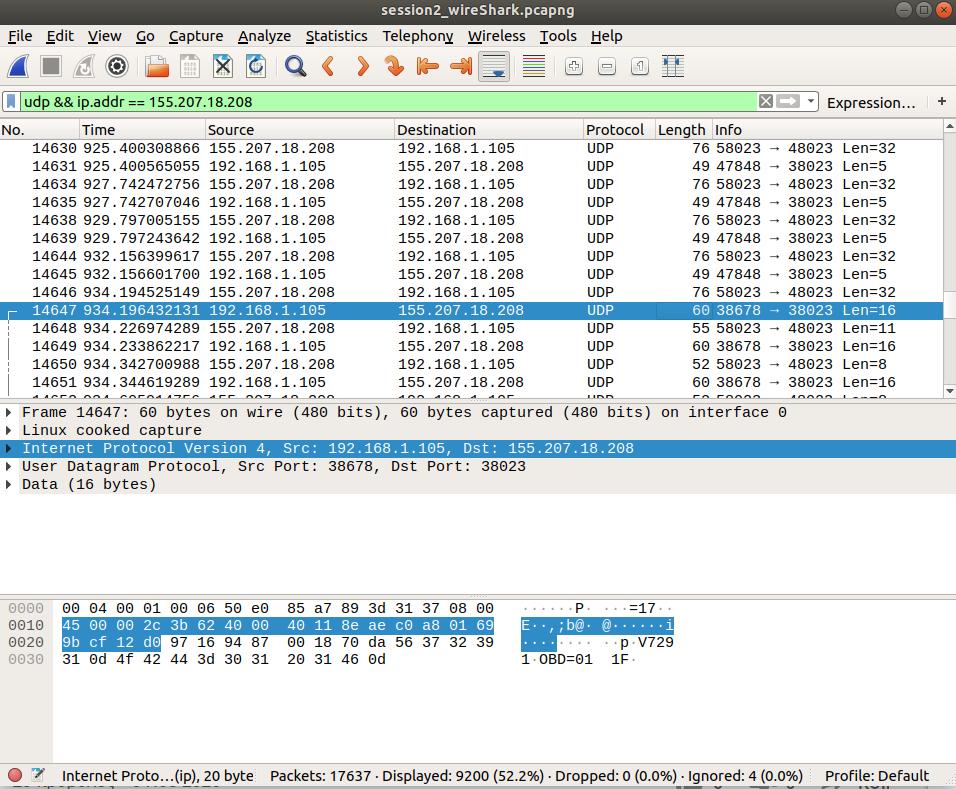 session2_wireShark.pcapng
File Edit View Go Capture Analyze Statistics Telephony Wireless Tools Help
udp && ip.addr == 155.207.18.208 Expression… +
No. Time Source Destination Protocol Length Info
14630 925.400308866 155.207.18.208 192.168.1.105 UDP 76 58023 → 48023 Len=32
14631 925.400565055 192.168.1.105 155.207.18.208 UDP 49 47848 → 38023 Len=5
14634 927.742472756 155.207.18.208 192.168.1.105 UDP 76 58023 → 48023 Len=32
14635 927.742707046 192.168.1.105 155.207.18.208 UDP 49 47848 → 38023 Len=5
14638 929.797005155 155.207.18.208 192.168.1.105 UDP 76 58023 → 48023 Len=32
14639 929.797243642 192.168.1.105 155.207.18.208 UDP 49 47848 → 38023 Len=5
14644 932.156399617 155.207.18.208 192.168.1.105 UDP 76 58023 → 48023 Len=32
14645 932.156601700 192.168.1.105 155.207.18.208 UDP 49 47848 → 38023 Len=5
14646 934.194525149 155.207.18.208 192.168.1.105 UDP 76 58023 → 48023 Len=32
14647 934.196432131 192.168.1.105 155.207.18.208 UDP 60 38678 → 38023 Len=16
14648 934.226974289 155.207.18.208 192.168.1.105 UDP 55 58023 → 48023 Len=11
14649 934.233862217 192.168.1.105 155.207.18.208 UDP 60 38678 → 38023 Len=16
14650 934.342700988 155.207.18.208 192.168.1.105 UDP 52 58023 → 48023 Len=8
14651 934.344619289 192.168.1.105 155.207.18.208 UDP 60 38678 → 38023 Len=16
Frame 14647: 60 bytes on wire (480 bits), 60 bytes captured (480 bits) on interface 0
Linux cooked capture
Internet Protocol Version 4, Src: 192.168.1.105, Dst: 155.207.18.208
User Datagram Protocol, Src Port: 38678, Dst Port: 38023
Data (16 bytes)
0000 00 04 00 01 00 06 50 e0 85 a7 89 3d 31 37 08 00 ······P· ···=17··
0010 45 00 00 2c 3b 62 40 00 40 11 8e ae c0 a8 01 69 E··,;b@· @······i
0020 9b cf 12 d0 97 16 94 87 00 18 70 da 56 37 32 39 ········ ··p·V729
0030 31 0d 4f 42 44 3d 30 31 20 31 46 0d 1·OBD=01 1F·
Internet Proto…(ip), 20 byte Packets: 17637 · Displayed: 9200 (52.2%) · Dropped: 0 (0.0%) · Ignored: 4 (0.0%) Profile: Default